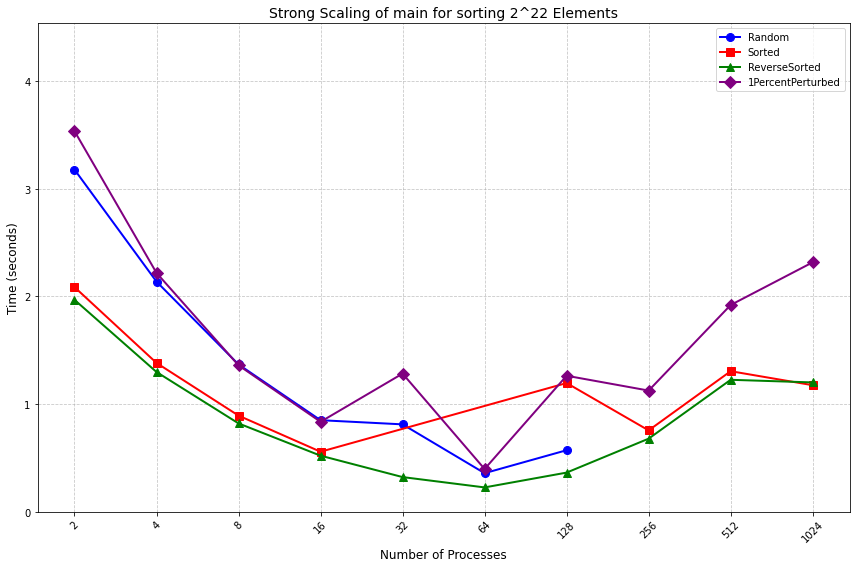 Strong Scaling of main for sorting 2^22 Elements
Random
Sorted
ReverseSorted
1PercentPerturbed
Time (seconds)
4
3
2
1
0
2
4
8
16
32
64
128
256
512
1024
Number of Processes